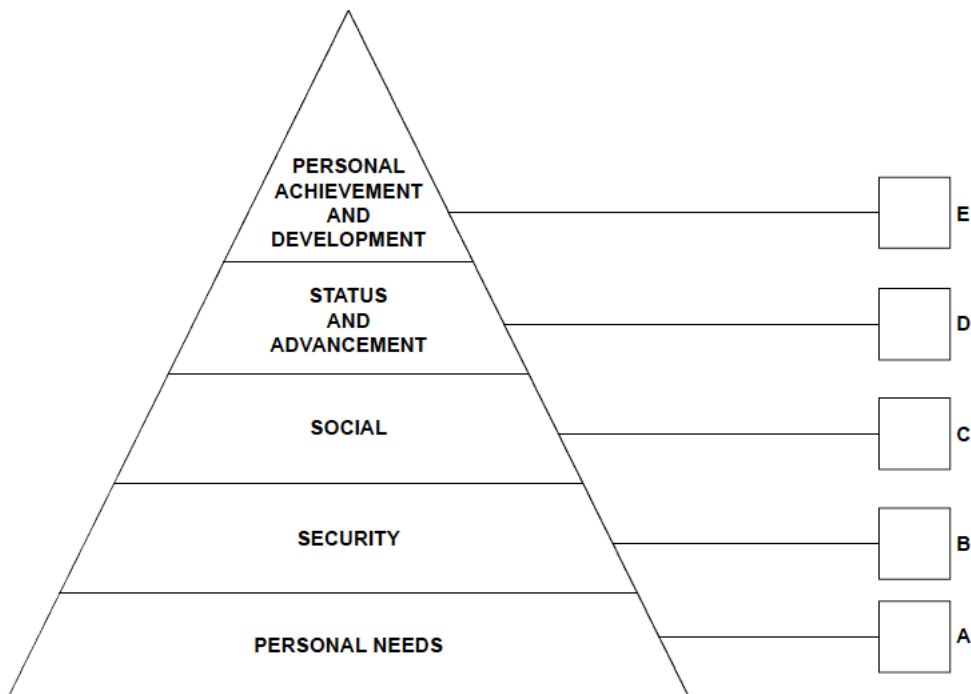 PERSONAL
ACHIEVEMENT
AND
DEVELOPMENT
E
STATUS
AND
ADVANCEMENT
D
SOCIAL
C
SECURITY
B
PERSONAL NEEDS
A